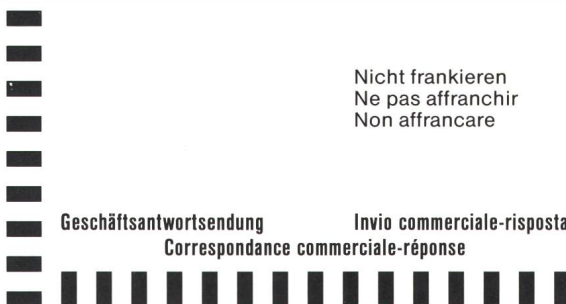 Nicht frankieren
Ne pas affranchir
Non affrancare
Geschäftsantwortsendung Invio commerciale-risposta
Correspondance commerciale-réponse